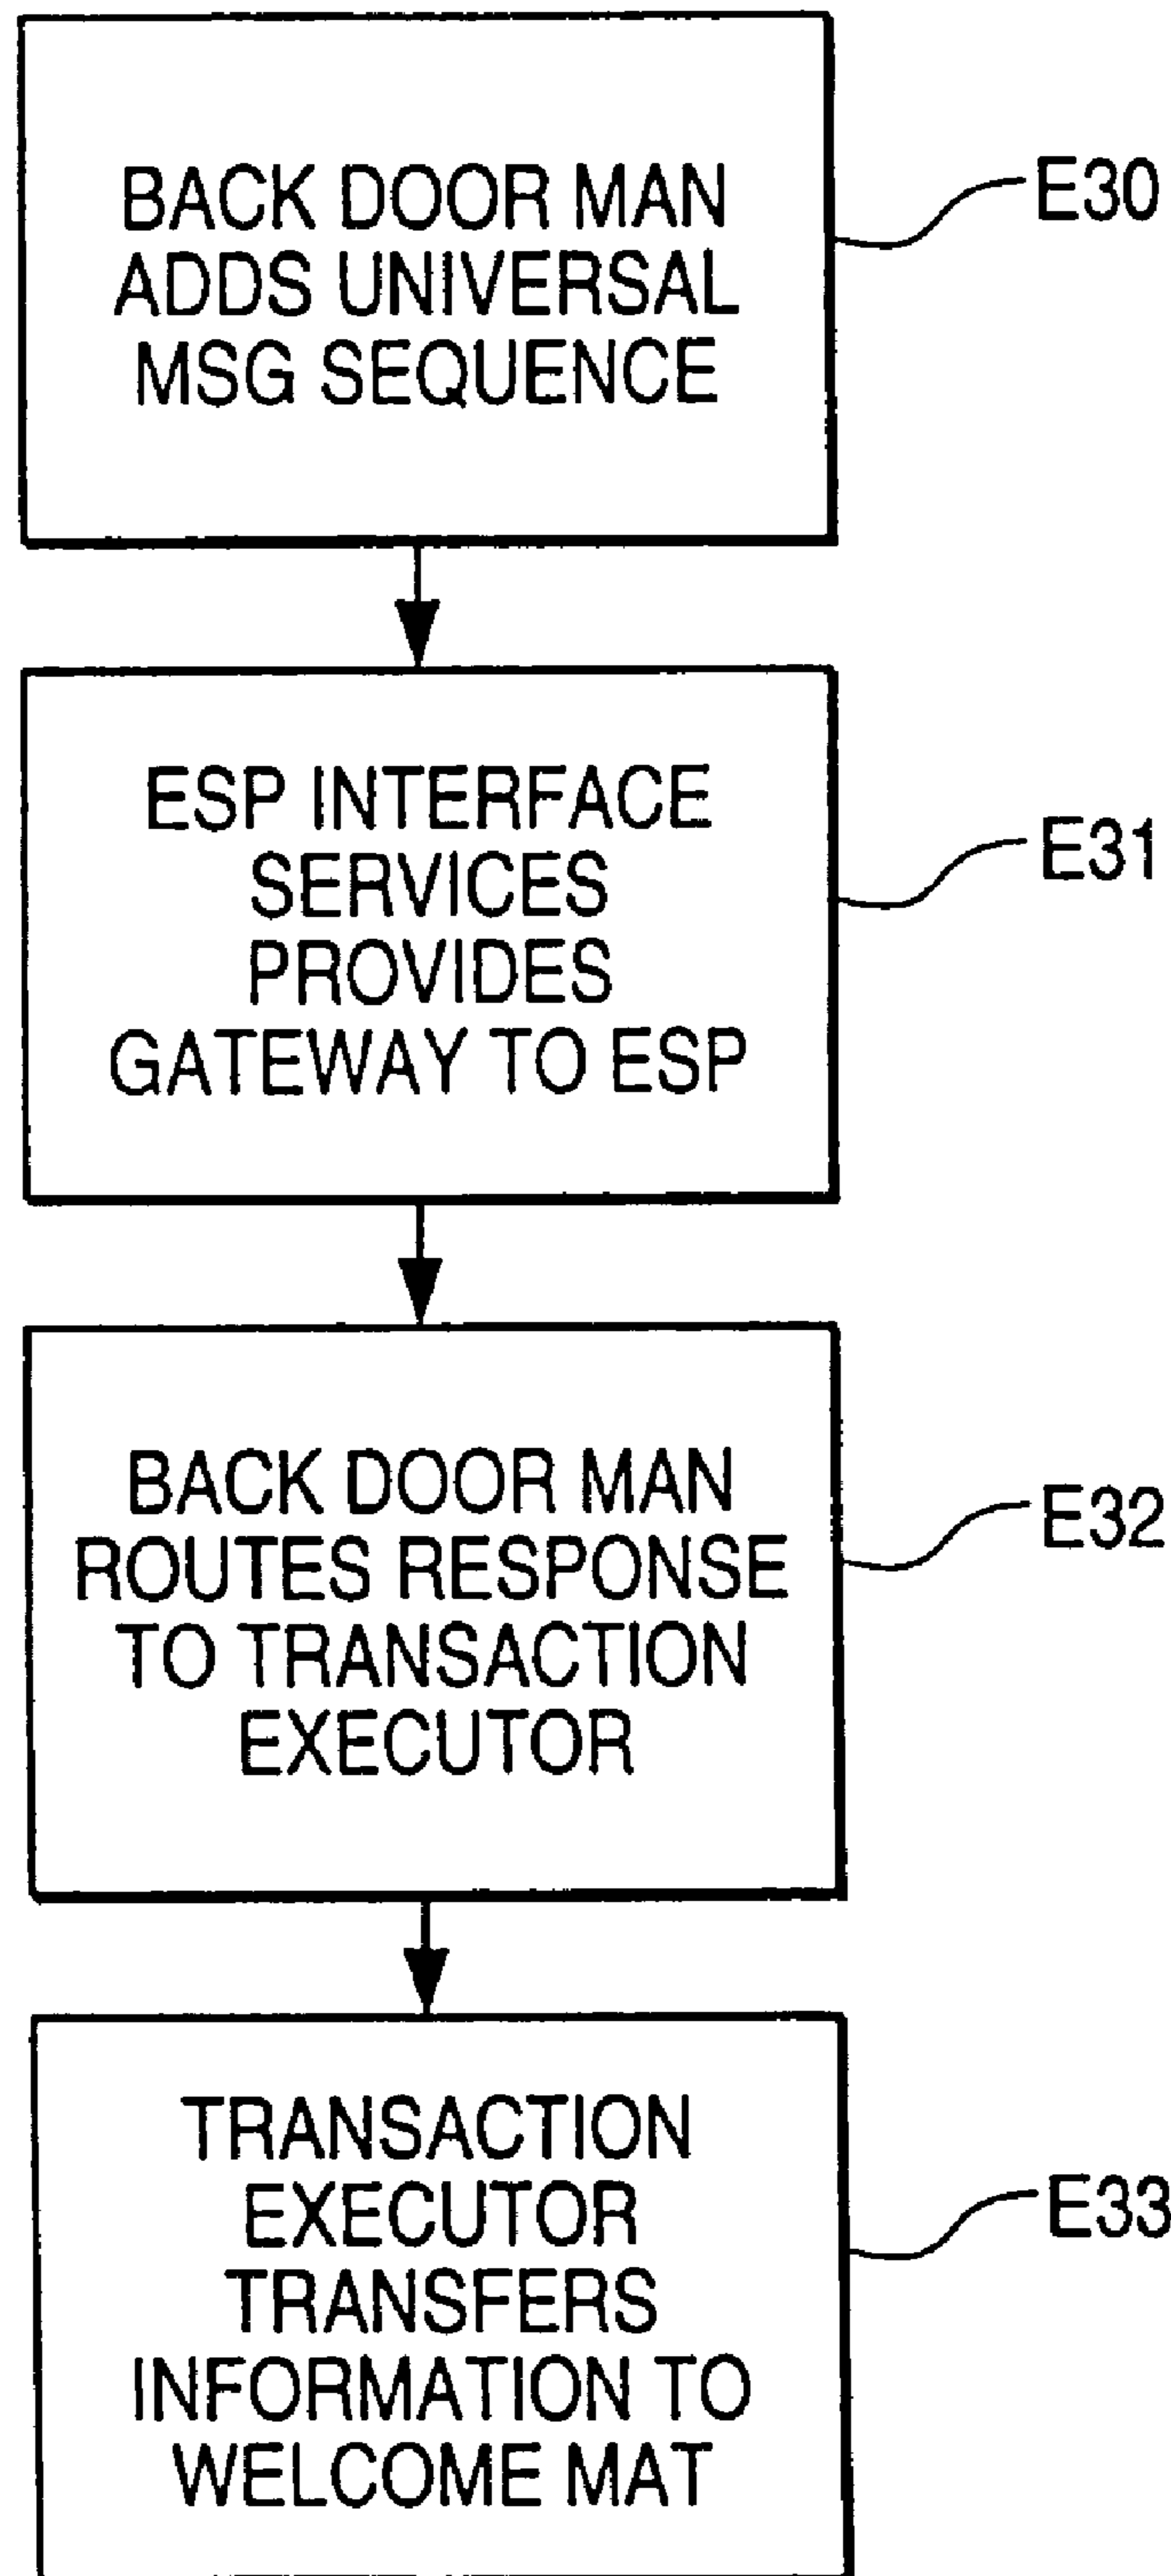 BACK DOOR MAN
ADDS UNIVERSAL
MSG SEQUENCE
E30
ESP INTERFACE
SERVICES
PROVIDES
GATEWAY TO ESP
E31
BACK DOOR MAN
ROUTES RESPONSE
TO TRANSACTION
EXECUTOR
E32
TRANSACTION
EXECUTOR
TRANSFERS
INFORMATION TO
WELCOME MAT
E33